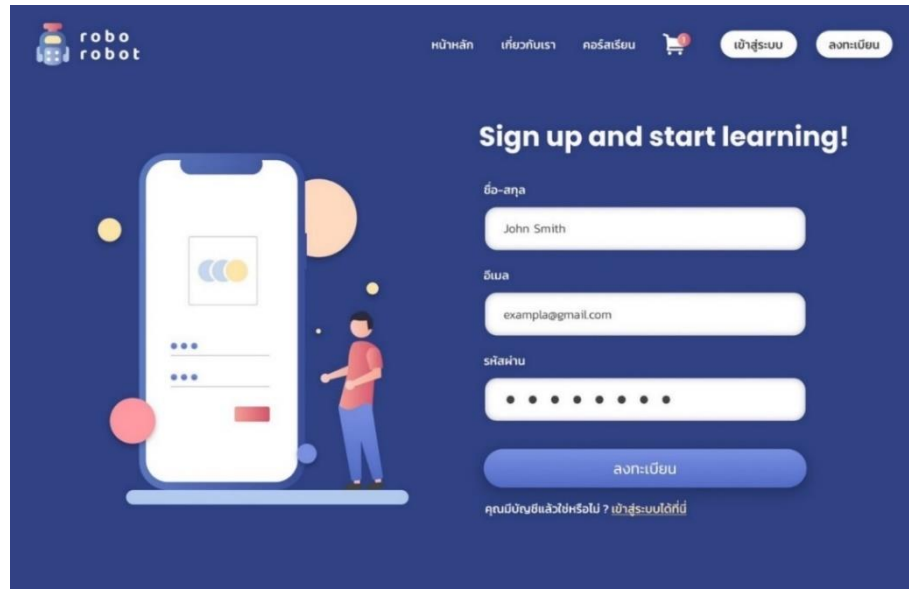 robo
robot
หน้าหลัก เกี่ยวกับเรา คอร์สเรียน 1 เข้าสู่ระบบ ลงทะเบียน
Sign up and start learning!
ชื่อ-สกุล
John Smith
อีเมล
exampla@gmail.com
รหัสผ่าน
ลงทะเบียน
คุณมีบัญชีแล้วใช่หรือไม่ ? เข้าสู่ระบบได้ที่นี่